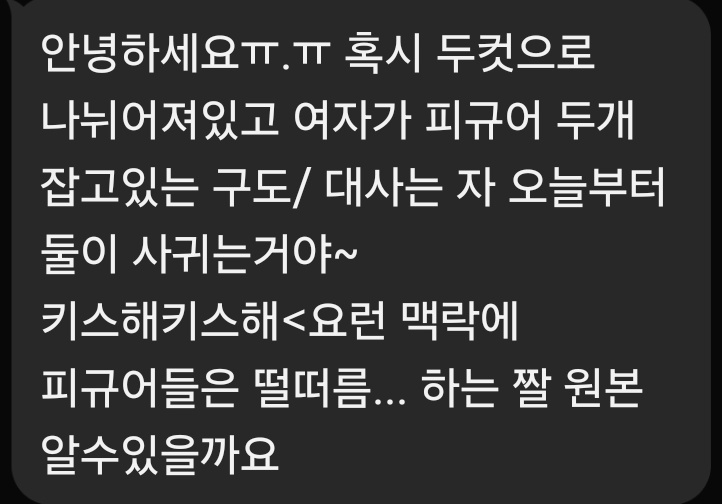 안녕하세요ㅠ.ㅠ 혹시 두컷으로
나뉘어져있고 여자가 피규어 두개
잡고있는 구도/ 대사는 자 오늘부터
둘이 사귀는거야~
키스해키스해<요런 맥락에
피규어들은 떨떠름... 하는 짤 원본
알수있을까요